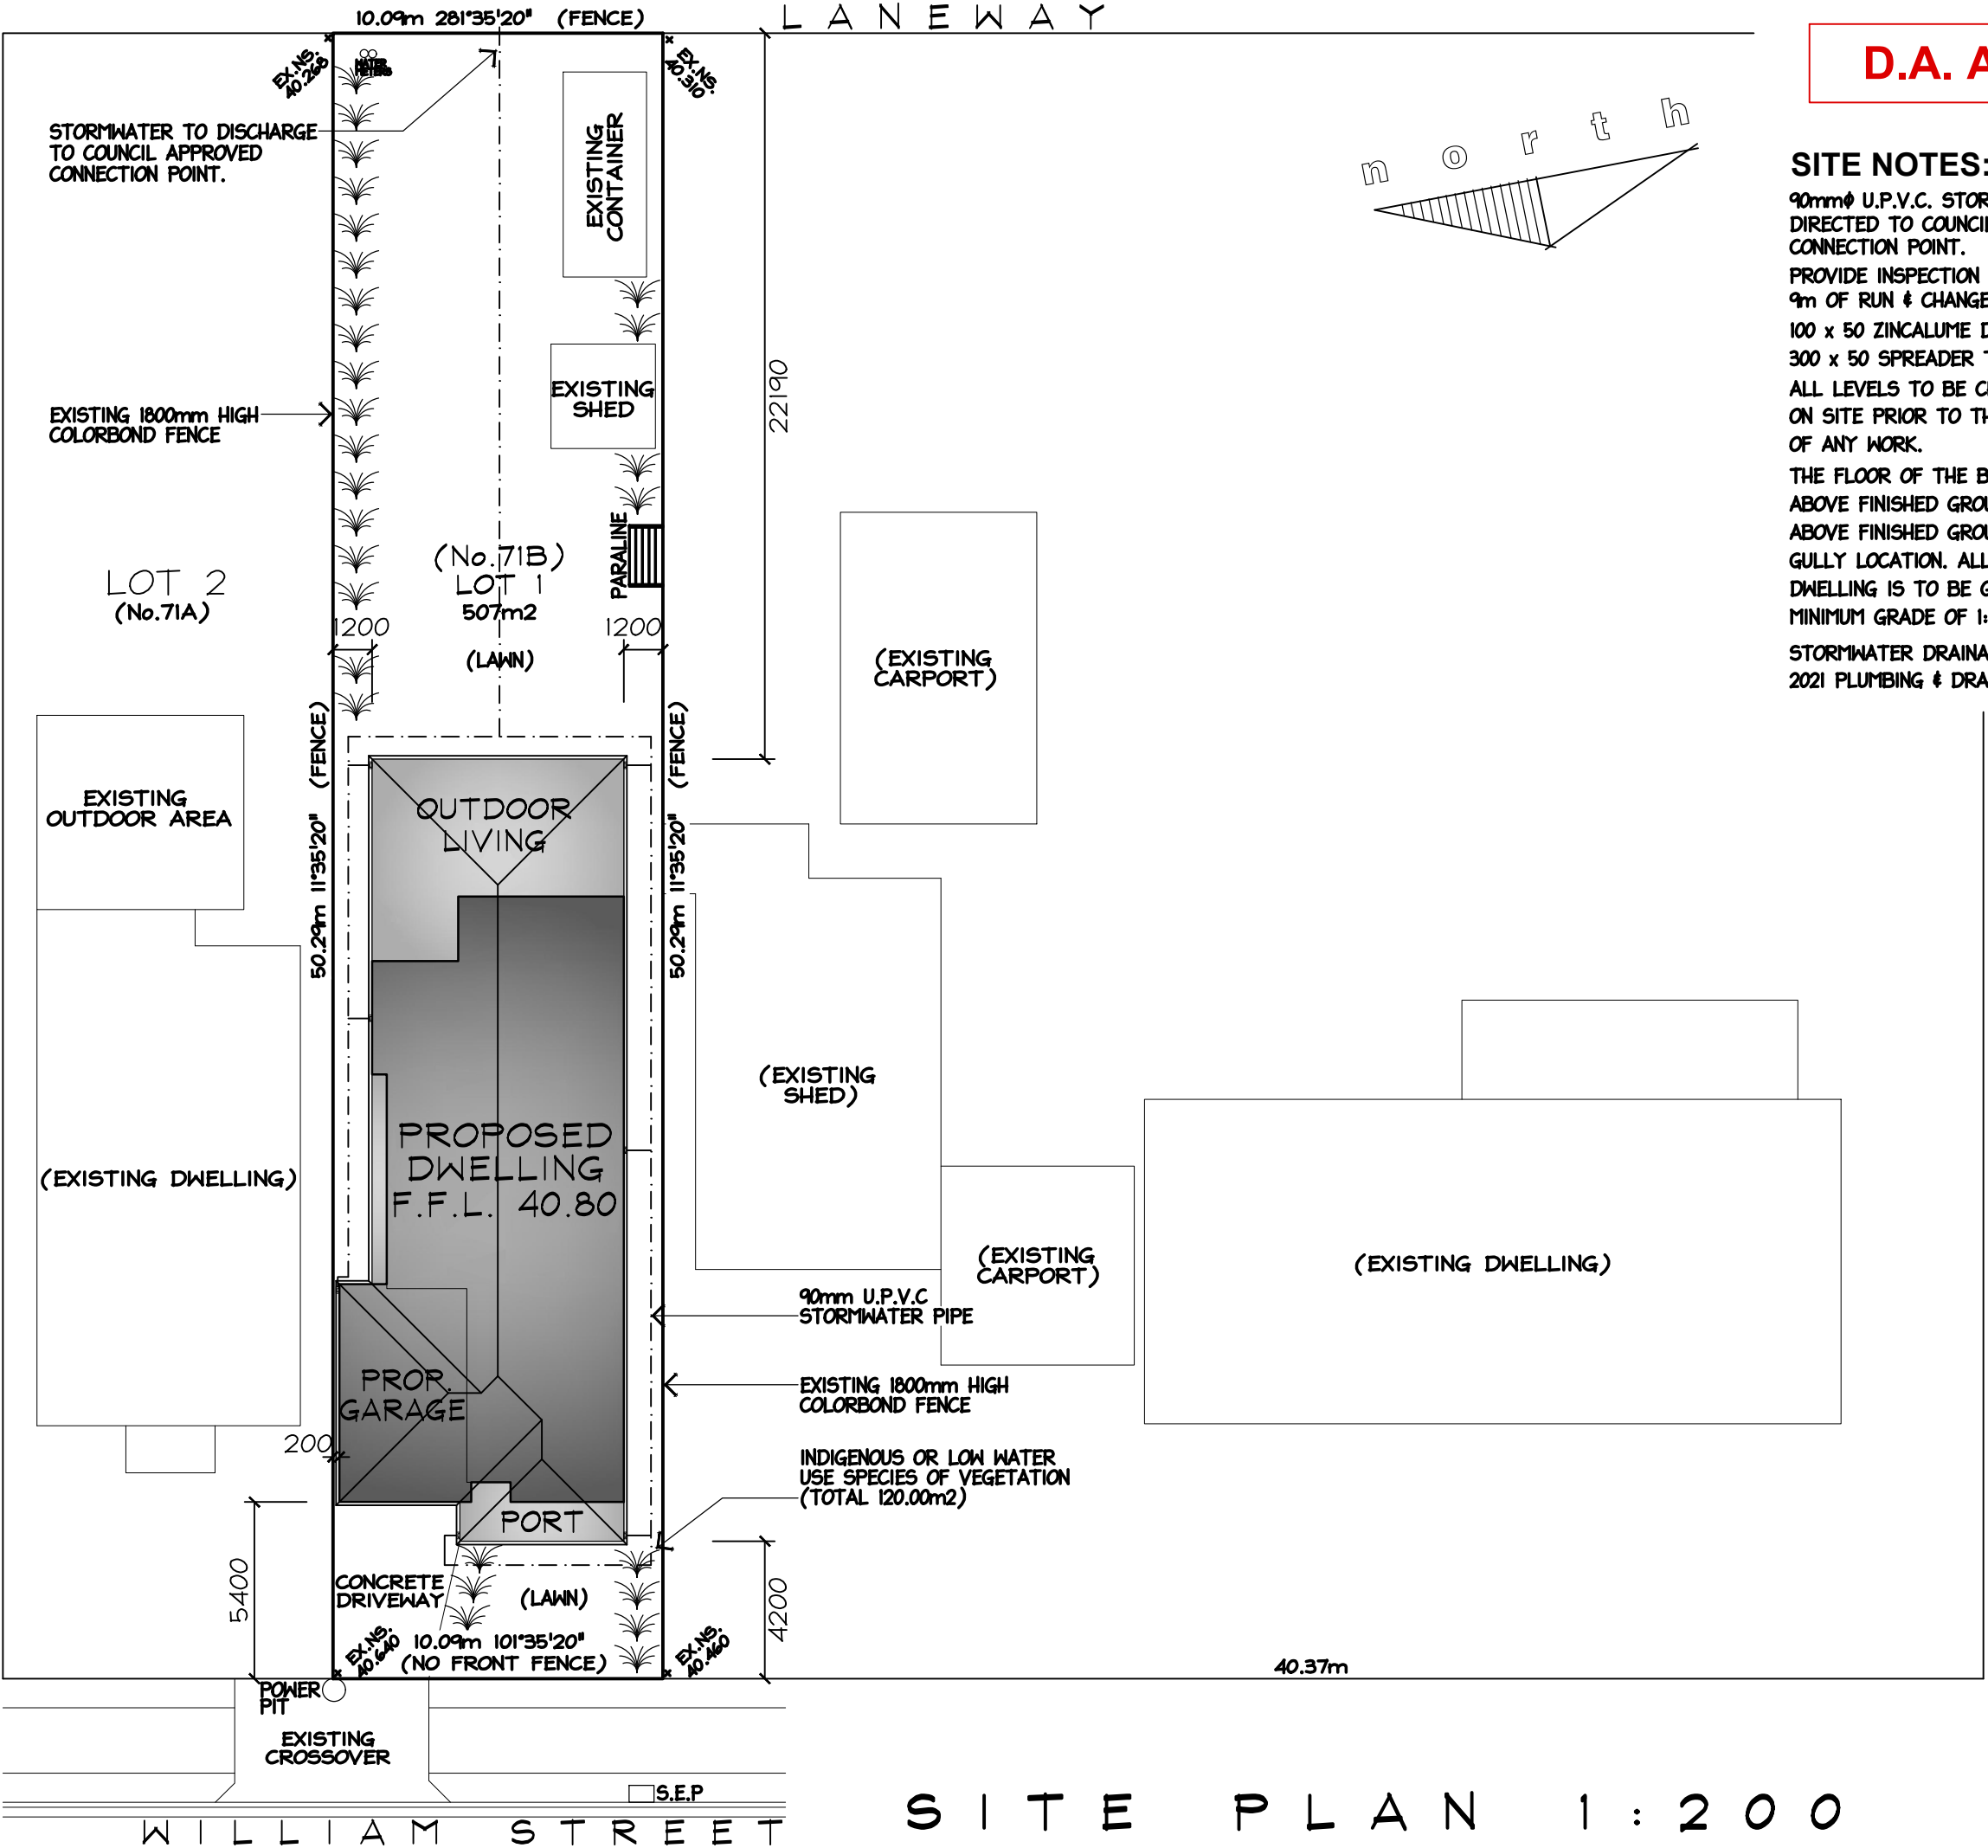 10.09m 281°35'20" (FENCE)
LANEWAY
D.A. A
EX.NS.
40.268
WATER
METERS
EX.NS.
40.310
north
STORMWATER TO DISCHARGE
TO COUNCIL APPROVED
CONNECTION POINT.
EXISTING
CONTAINER
SITE NOTES:
90mmϕ U.P.V.C. STOR
DIRECTED TO COUNCIL
CONNECTION POINT.
PROVIDE INSPECTION
9m OF RUN & CHANGE
100 x 50 ZINCALUME D
300 x 50 SPREADER T
ALL LEVELS TO BE C
ON SITE PRIOR TO TH
OF ANY WORK.
THE FLOOR OF THE B
ABOVE FINISHED GROU
ABOVE FINISHED GROU
GULLY LOCATION. ALL
DWELLING IS TO BE G
MINIMUM GRADE OF 1:
STORMWATER DRAINA
2021 PLUMBING & DRA
EXISTING
SHED
22190
EXISTING 1800mm HIGH
COLORBOND FENCE
PARALINE
LOT 2
(No.71A)
(No.71B)
LOT 1
507m2
1200
1200
(LAWN)
(EXISTING
CARPORT)
(FENCE)
(FENCE)
EXISTING
OUTDOOR AREA
OUTDOOR
LIVING
50.29m 11°35'20"
50.29m 11°35'20"
(EXISTING
SHED)
PROPOSED
DWELLING
F.F.L. 40.80
(EXISTING DWELLING)
(EXISTING
CARPORT)
(EXISTING DWELLING)
90mm U.P.V.C
STORMWATER PIPE
PROP.
GARAGE
EXISTING 1800mm HIGH
COLORBOND FENCE
200
INDIGENOUS OR LOW WATER
USE SPECIES OF VEGETATION
(TOTAL 120.00m2)
PORT
5400
CONCRETE
DRIVEWAY
(LAWN)
4200
EX.NS.
40.640
10.09m 101°35'20"
(NO FRONT FENCE)
EX.NS.
40.460
40.37m
POWER
PIT
EXISTING
CROSSOVER
S.E.P
WILLIAM STREET
SITE PLAN 1:200